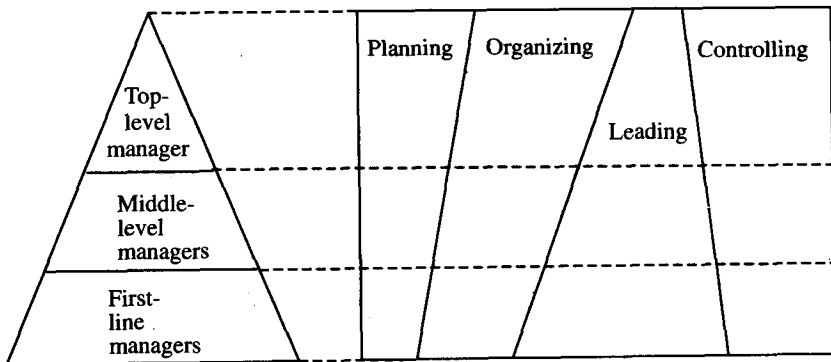 Planning
Organizing
Controlling
Leading
Top-
level
manager
Middle-
level
managers
First-
line
managers